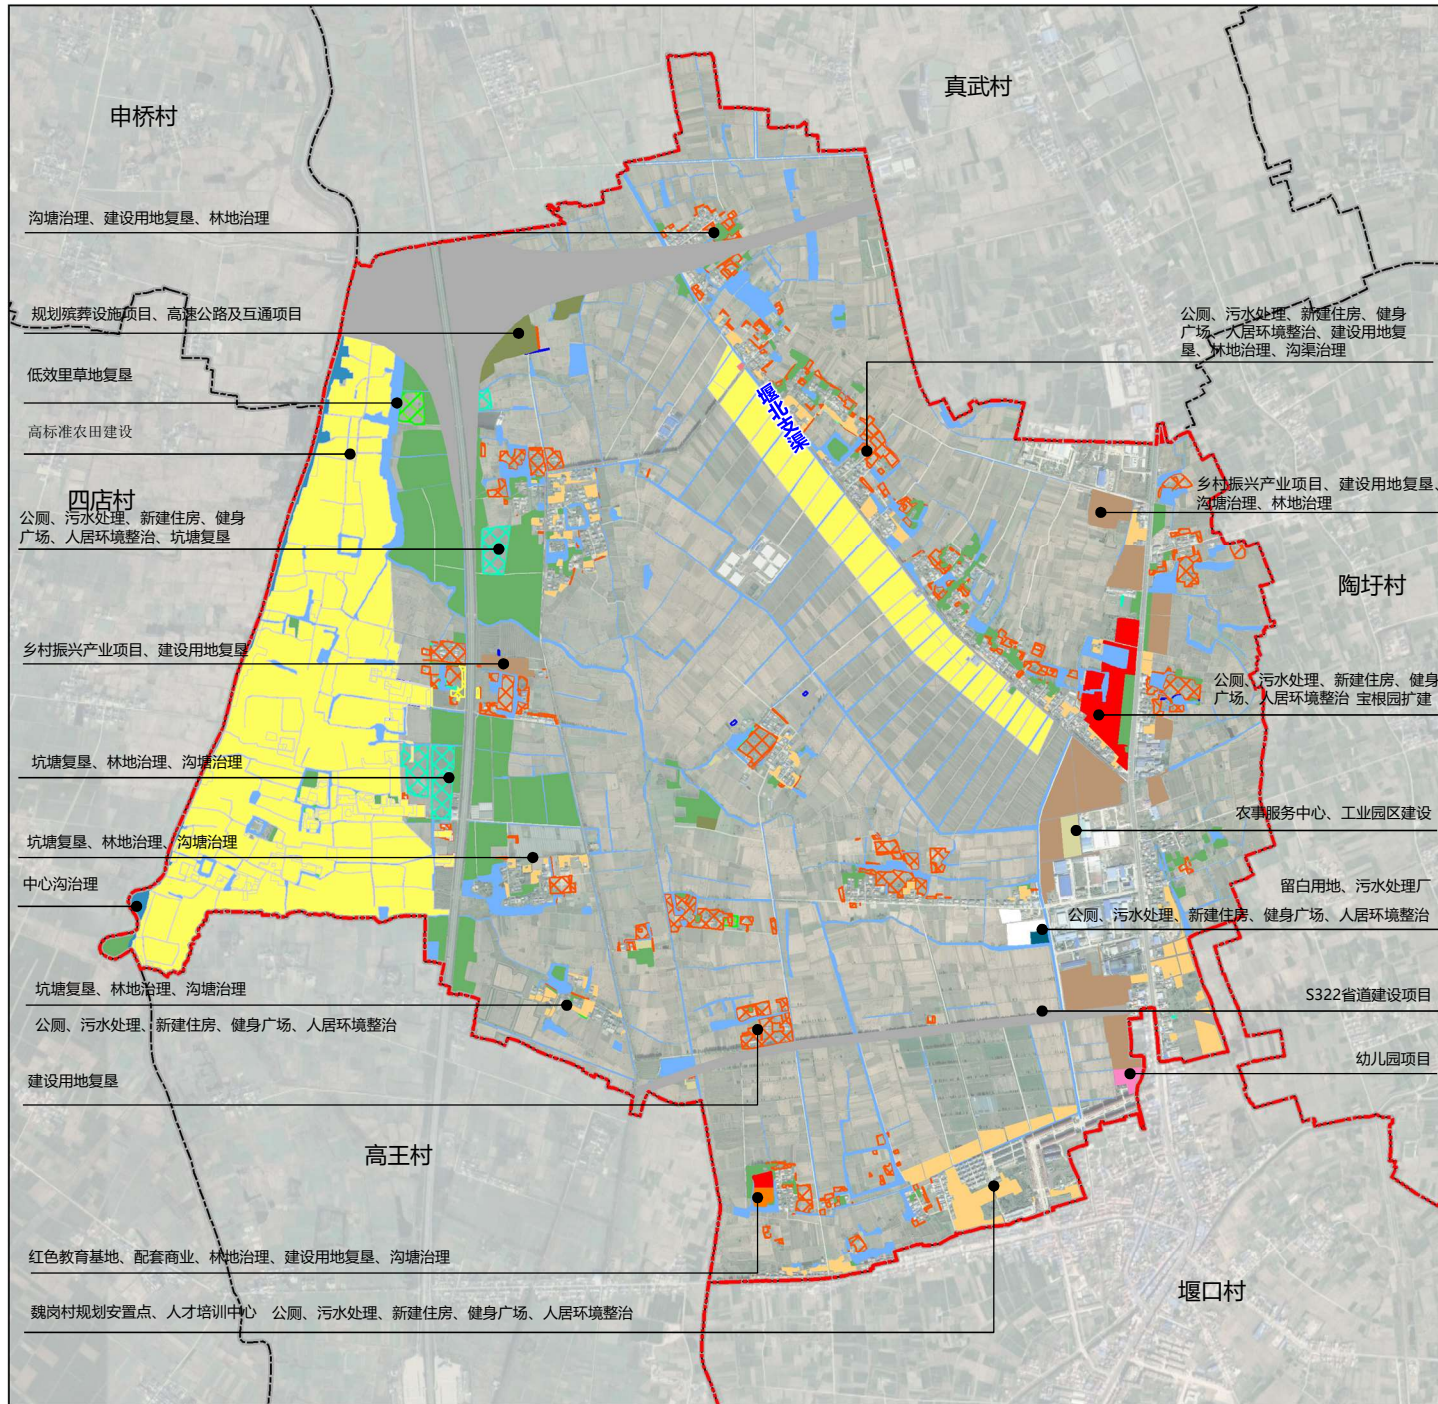 申桥村
真武村
沟塘治理、建设用地复垦、林地治理
规划殡葬设施项目、高速公路及互通项目
低效里草地复垦
高标准农田建设
四店村
公厕、污水处理、新建住房、健身
广场、人居环境整治、坑塘复垦
乡村振兴产业项目、建设用地复垦
坑塘复垦、林地治理、沟塘治理
坑塘复垦、林地治理、沟塘治理
中心沟治理
坑塘复垦、林地治理、沟塘治理
公厕、污水处理、新建住房、健身广场、人居环境整治
建设用地复垦
高王村
红色教育基地、配套商业、林地治理、建设用地复垦、沟塘治理
魏岗村规划安置点、人才培训中心 公厕、污水处理、新建住房、健身广场、人居环境整治
堰北支渠
公厕、污水处理、新建住房、健身
广场、人居环境整治、建设用地复
垦、林地治理、沟渠治理
乡村振兴产业项目、建设用地复垦、
沟塘治理、林地治理
陶圩村
公厕、污水处理、新建住房、健身
广场、人居环境整治 宝根园扩建
农事服务中心、工业园区建设
留白用地、污水处理厂
公厕、污水处理、新建住房、健身广场、人居环境整治
S322省道建设项目
幼儿园项目
堰口村